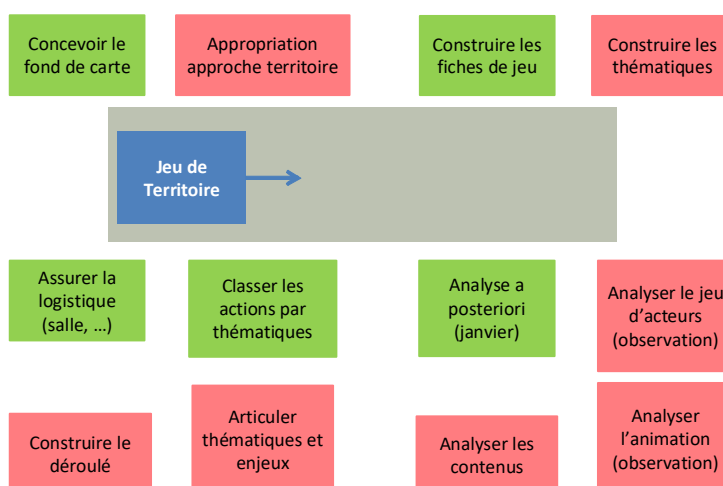 Concevoir le
fond de carte
Appropriation
approche territoire
Construire les
fiches de jeu
Construire les
thématiques
Jeu de
Territoire
Assurer la
logistique
(salle, …)
Classer les
actions par
thématiques
Analyse a
posteriori
(janvier)
Analyser le jeu
d’acteurs
(observation)
Construire le
déroulé
Articuler
thématiques et
enjeux
Analyser les
contenus
Analyser
l’animation
(observation)